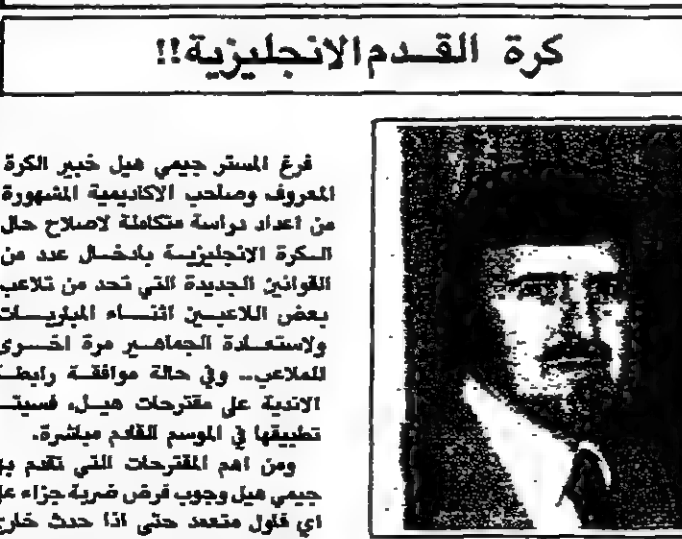 كرة القدم الانجليزية!!
فرغ المستر جيمي هيل خبير الكرة
المعروف وصاحب الاكاديمية المشهورة
من اعداد دراسة متكاملة لاصلاح حال
الكرة الانجليزية بادخال عدد من
القوانين الجديدة التي تحد من تلاعب
بعض اللاعبين اثناء المباريات
ولاستعادة الجماهير مرة اخرى
للملاعب.. وفي حالة موافقة رابطة
الاندية على مقترحات هيل، فسيتـ
تطبيقها في الموسم القادم مباشرة.
ومن اهم المقترحات التي تقدم بها
جيمي هيل وجوب فرض ضربة جزاء على
اي فاول متعمد حتى اذا حدث خارج